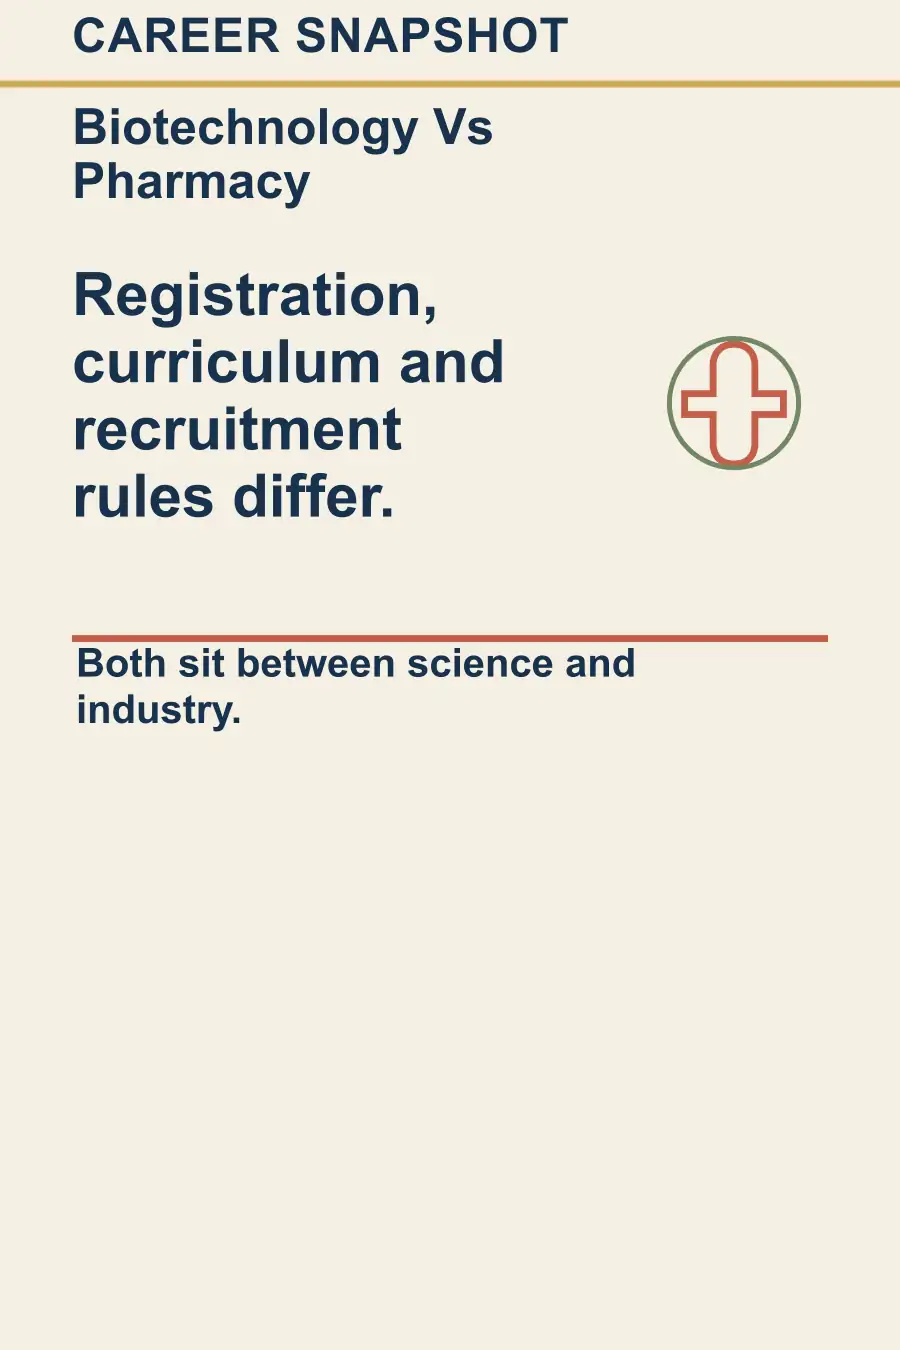 CAREER SNAPSHOT
Biotechnology Vs
Pharmacy
Registration,
curriculum and
recruitment
rules differ.
Both sit between science and
industry.